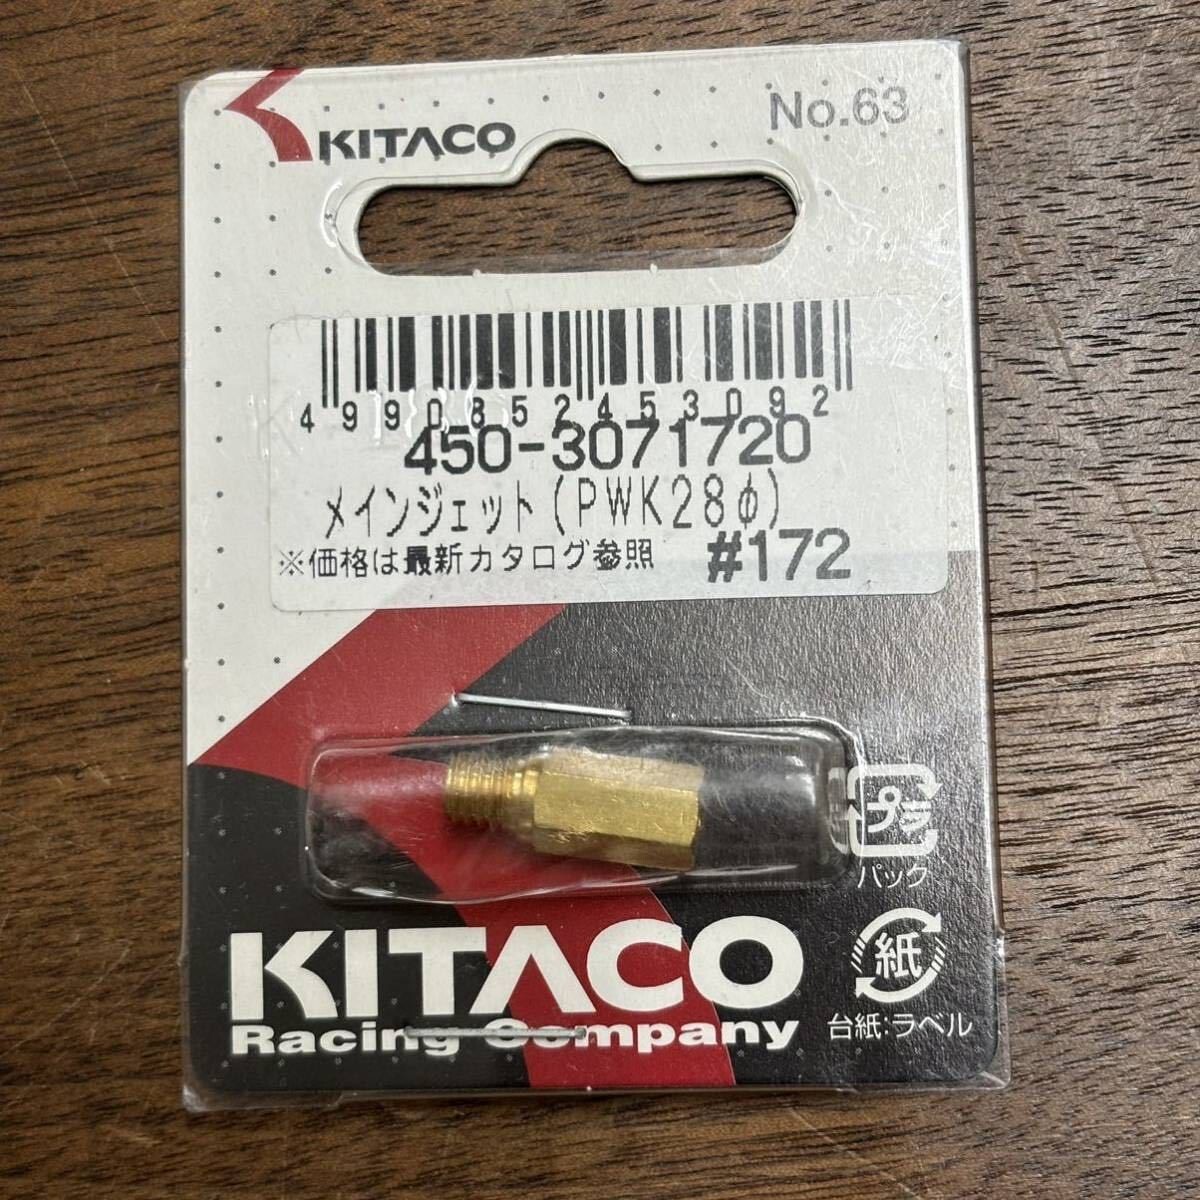 KITACO
No.63
4990852453092
450-3071720
メインジェット(PWK28φ)
※価格は最新カタログ参照 #172
プラ
パック
KITACO
Racing Company
紙
台紙:ラベル